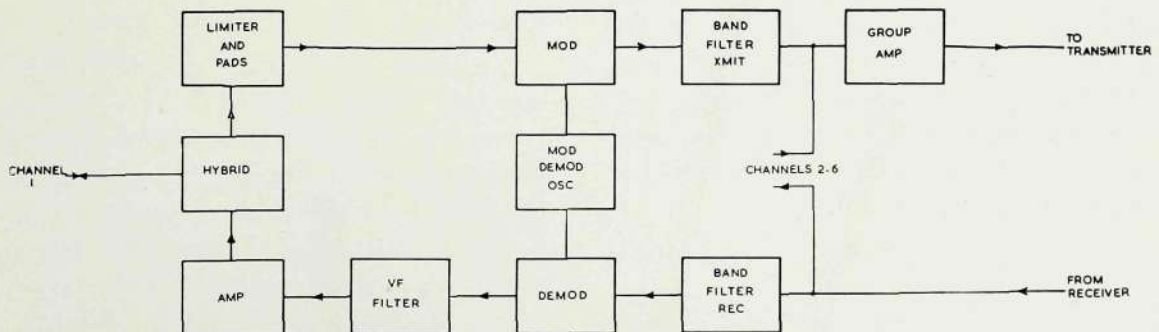 LIMITER
AND
PADS
MOD
BAND
FILTER
XMIT
GROUP
AMP
TO
TRANSMITTER
CHANNEL
1
HYBRID
MOD
DEMOD
OSC
CHANNELS 2-6
AMP
VF
FILTER
DEMOD
BAND
FILTER
REC
FROM
RECEIVER